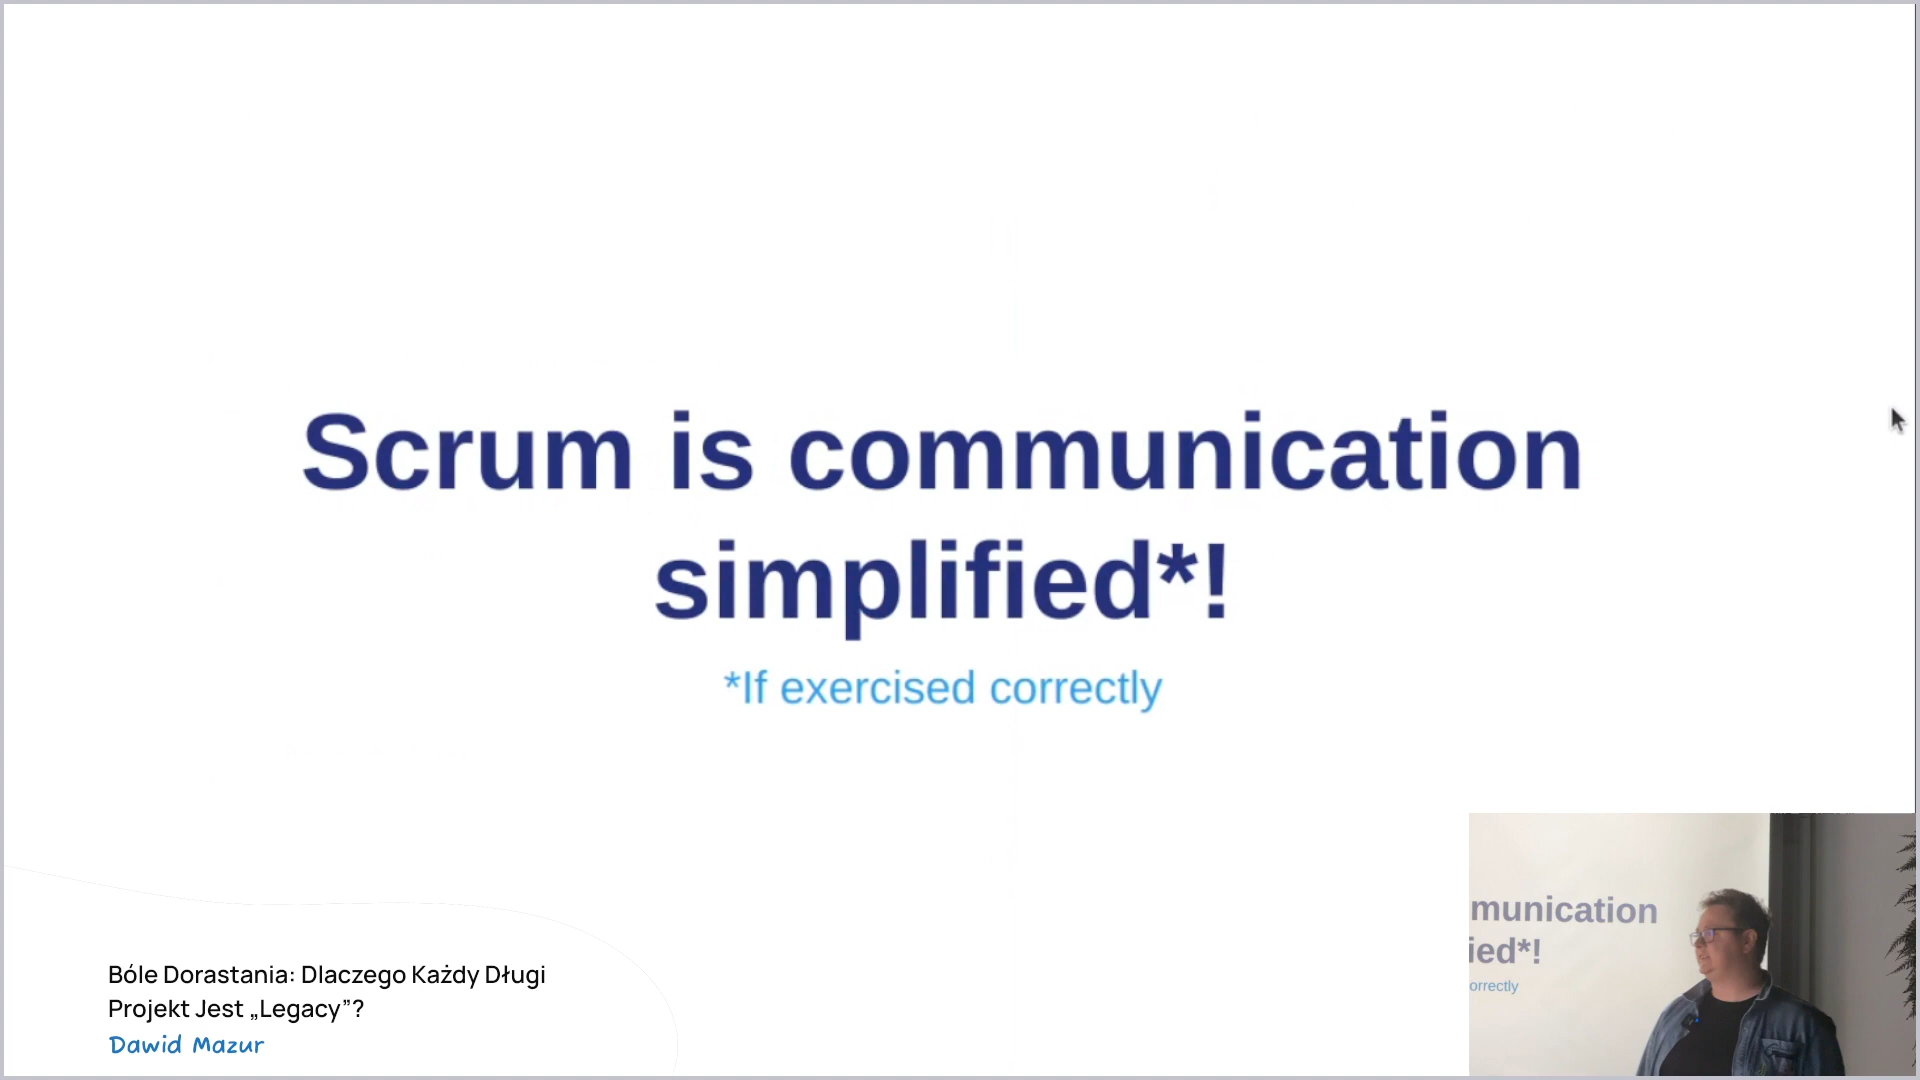 Scrum is communication
simplified*!
*If exercised correctly
Bóle Dorastania: Dlaczego Każdy Długi
Projekt Jest „Legacy”?
Dawid Mazur
munication
ied*!
orrectly